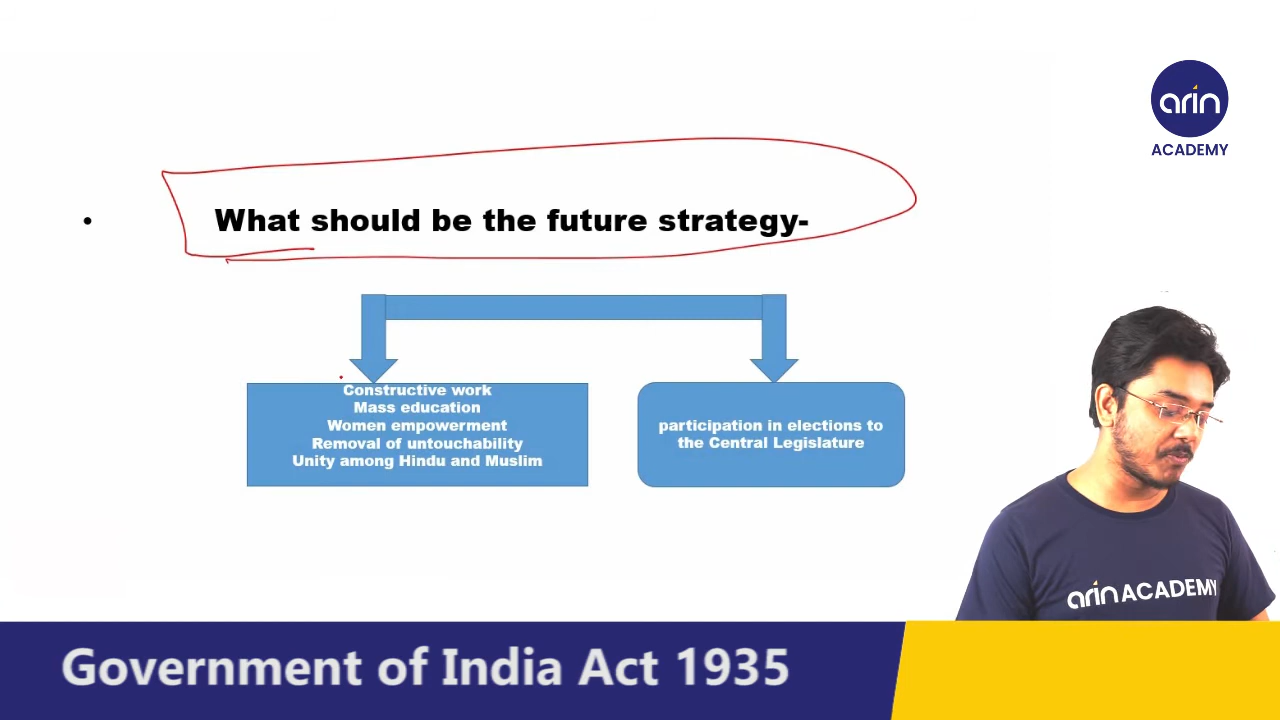 arin
ACADEMY
• What should be the future strategy-
Constructive work
Mass education
Women empowerment
Removal of untouchability
Unity among Hindu and Muslim
participation in elections to
the Central Legislature
arin ACADEMY
Government of India Act 1935